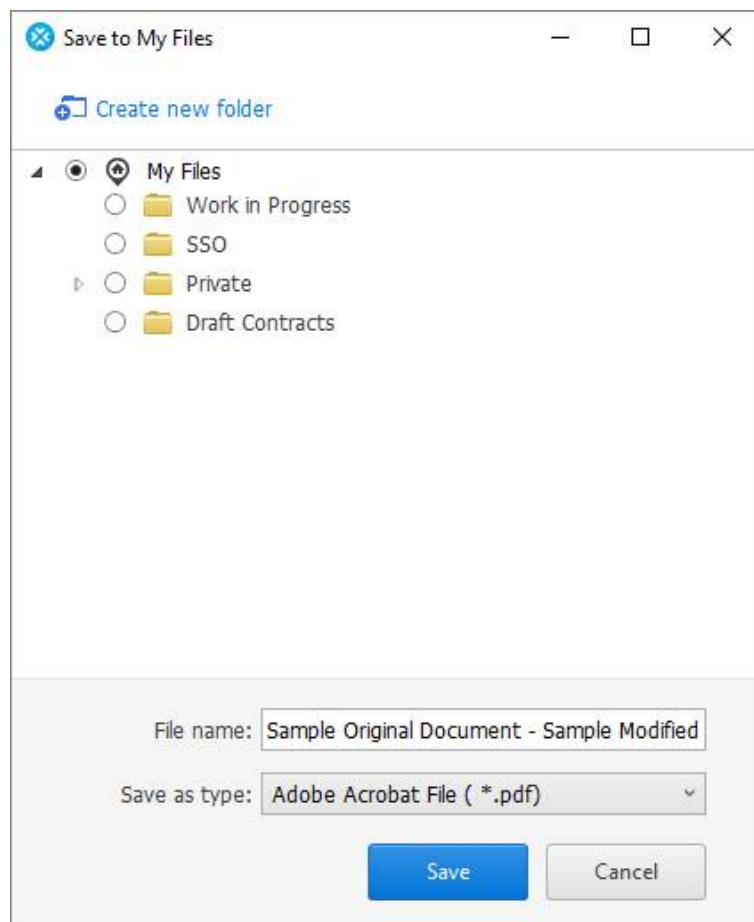 Save to My Files
Create new folder
My Files
Work in Progress
SSO
Private
Draft Contracts
File name: Sample Original Document - Sample Modified
Save as type: Adobe Acrobat File ( *.pdf)
Save Cancel